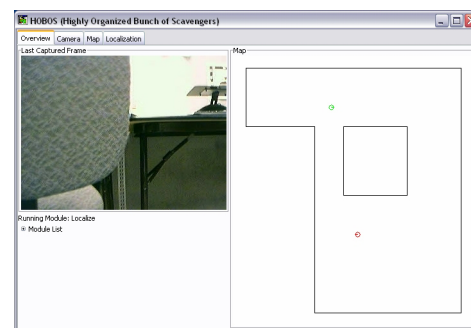 HOBOS (Highly Organized Bunch of Scavengers)
Overview Camera Map Localization
Last Captured Frame
Map
Running Module: Localize
Module List